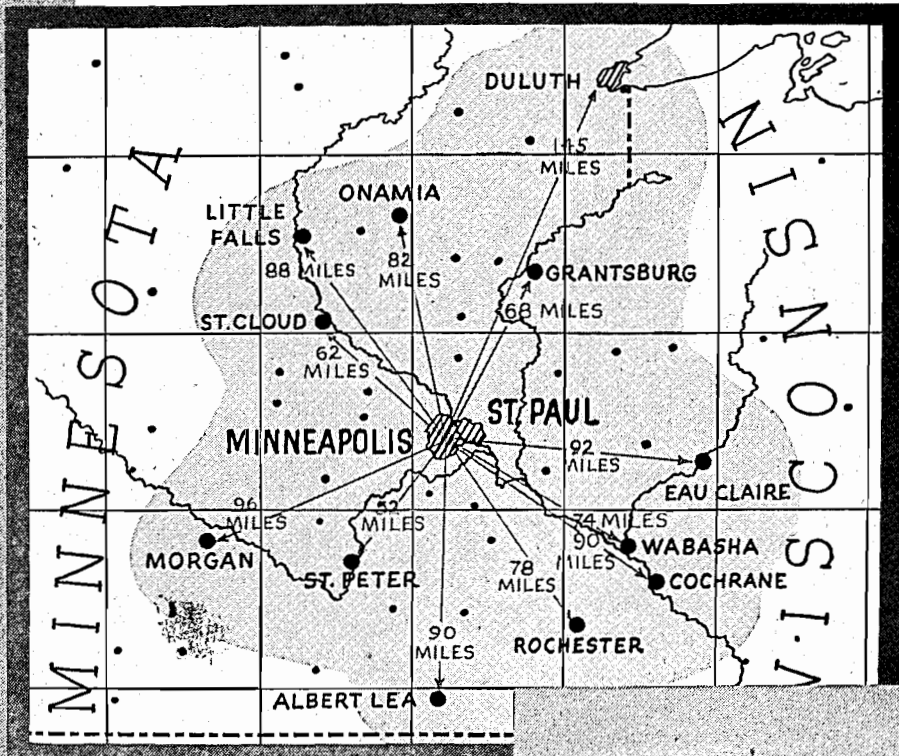 DULUTH
145
MILES
MINNESOTA
WISCONSIN
ONAMIA
LITTLE
FALLS
88 MILES
82
MILES
GRANTSBURG
68 MILES
ST. CLOUD
62
MILES
ST. PAUL
MINNEAPOLIS
92
MILES
EAU CLAIRE
96
MILES
52
MILES
74 MILES
90
MILES
WABASHA
MORGAN
ST. PETER
78
MILES
COCHRANE
90
MILES
ROCHESTER
ALBERT LEA